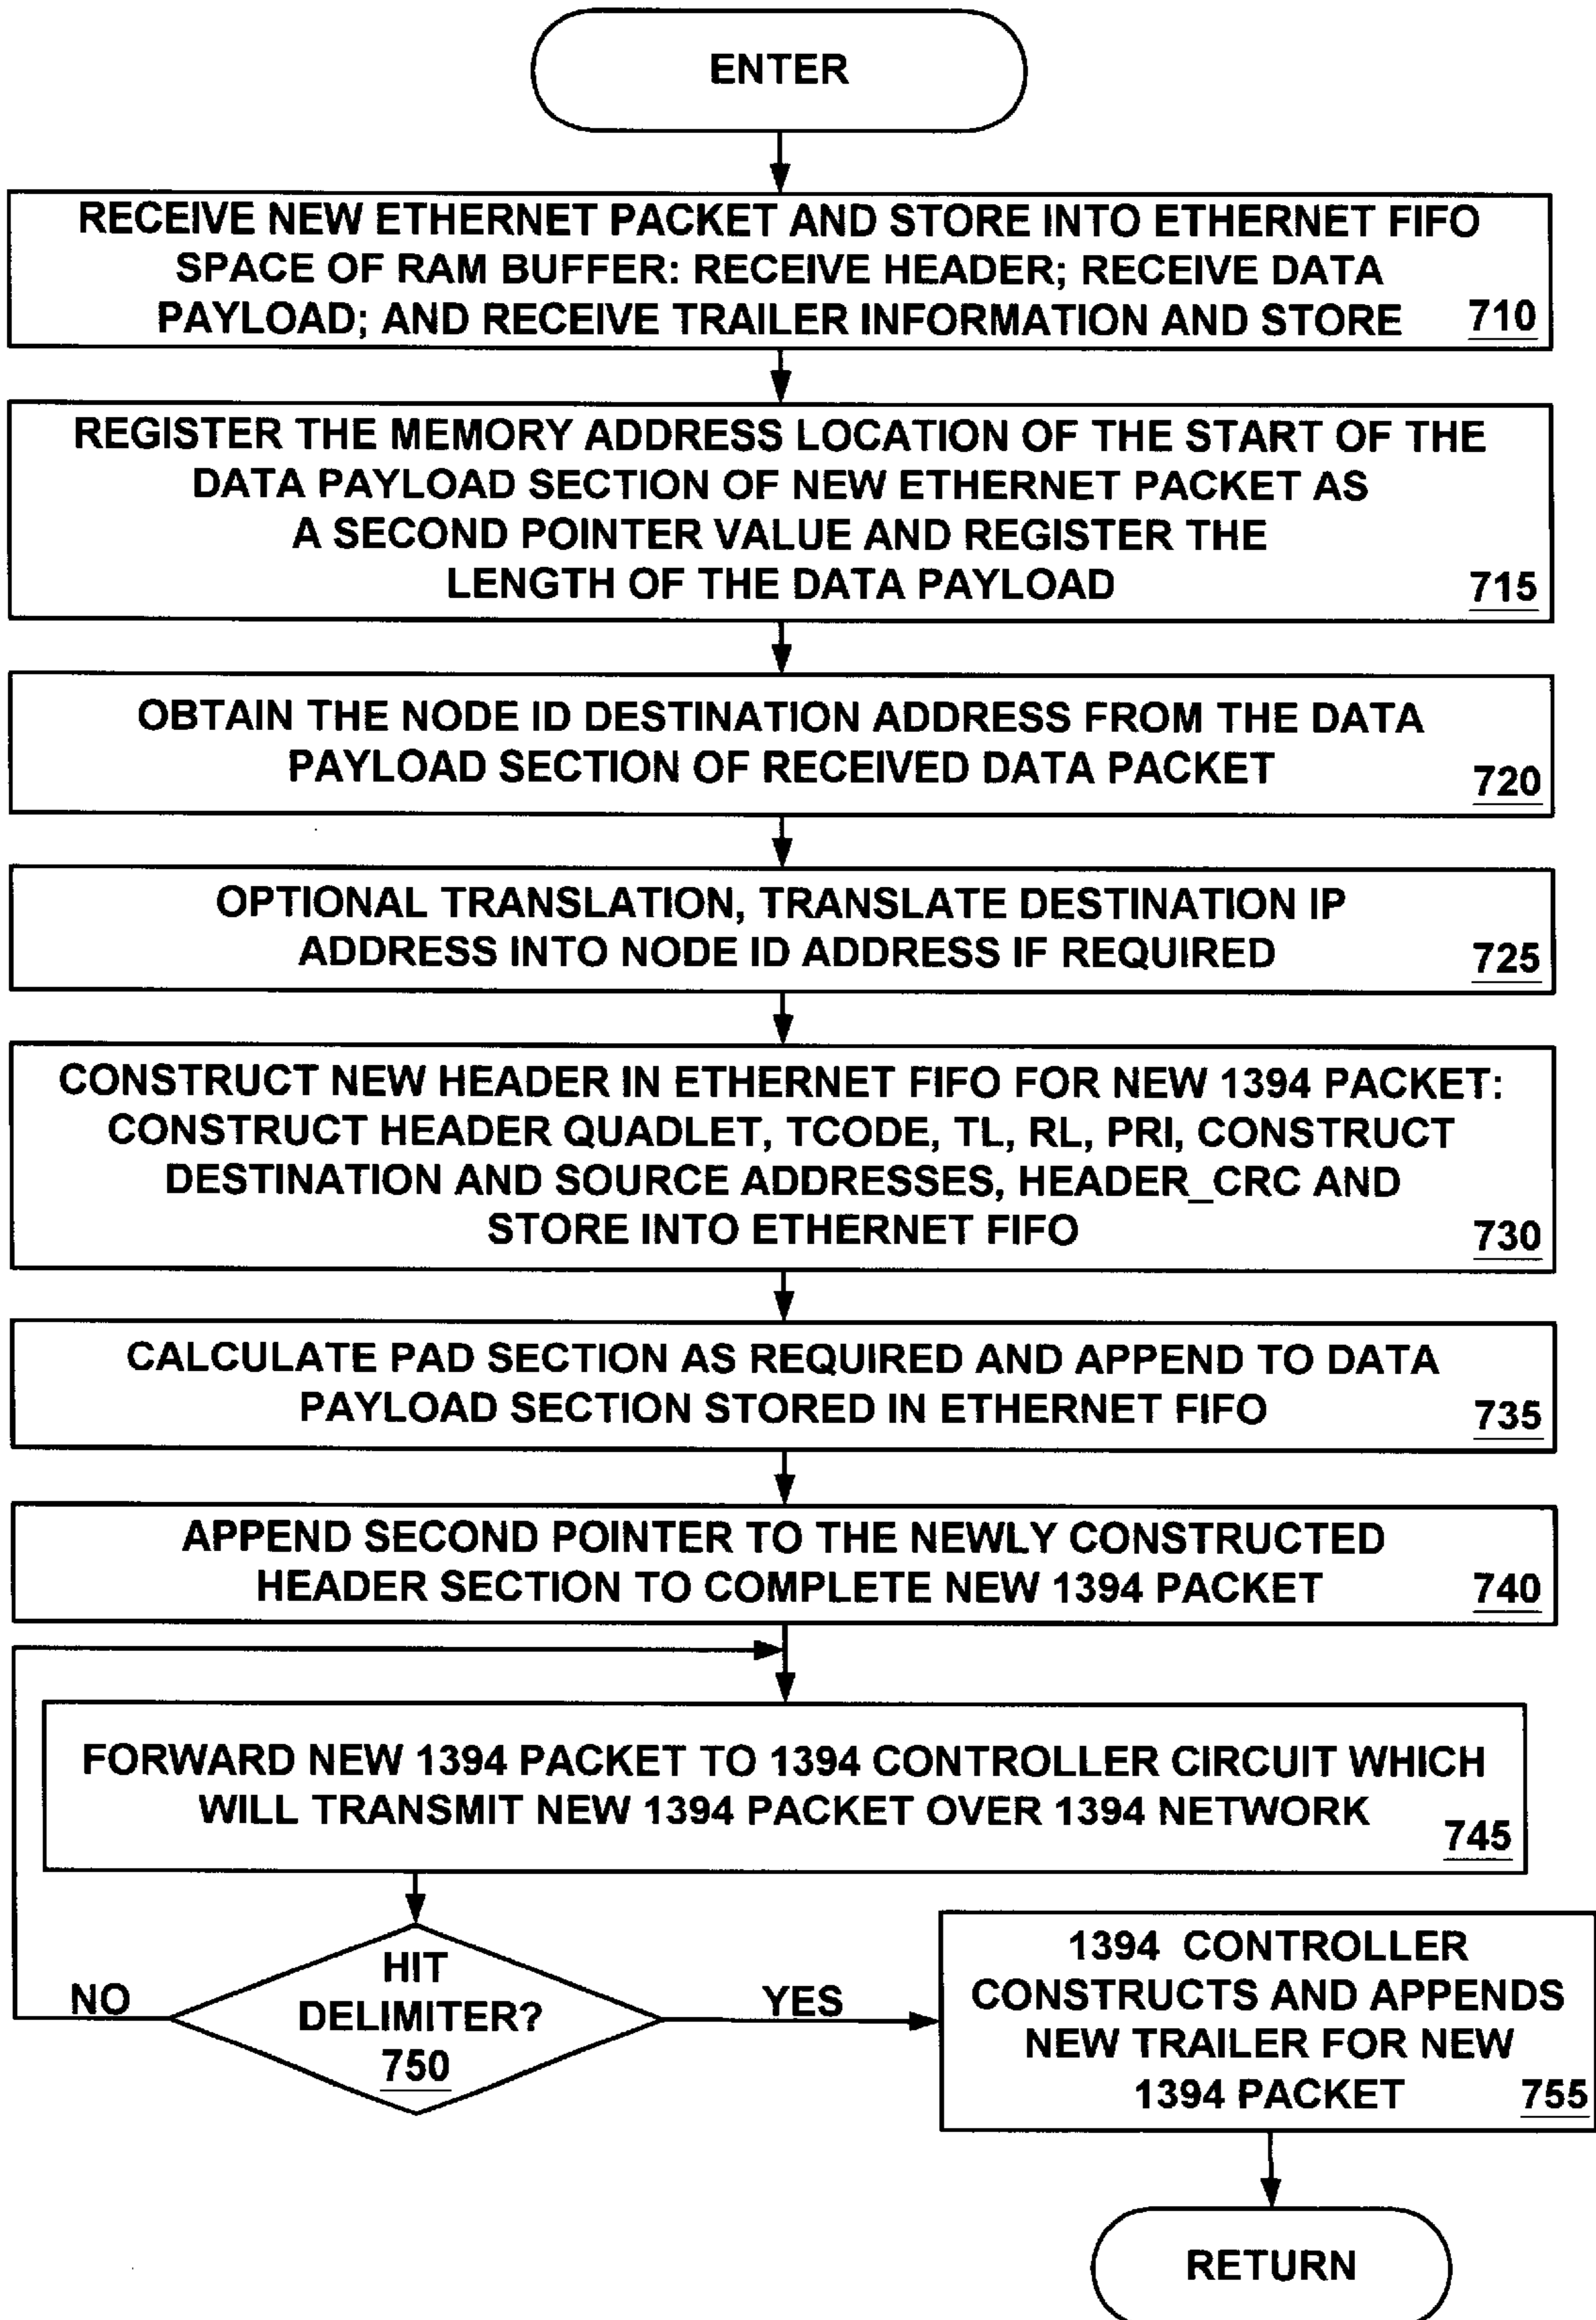 ENTER
RECEIVE NEW ETHERNET PACKET AND STORE INTO ETHERNET FIFO
SPACE OF RAM BUFFER: RECEIVE HEADER; RECEIVE DATA
PAYLOAD; AND RECEIVE TRAILER INFORMATION AND STORE 710
REGISTER THE MEMORY ADDRESS LOCATION OF THE START OF THE
DATA PAYLOAD SECTION OF NEW ETHERNET PACKET AS
A SECOND POINTER VALUE AND REGISTER THE
LENGTH OF THE DATA PAYLOAD 715
OBTAIN THE NODE ID DESTINATION ADDRESS FROM THE DATA
PAYLOAD SECTION OF RECEIVED DATA PACKET 720
OPTIONAL TRANSLATION, TRANSLATE DESTINATION IP
ADDRESS INTO NODE ID ADDRESS IF REQUIRED 725
CONSTRUCT NEW HEADER IN ETHERNET FIFO FOR NEW 1394 PACKET:
CONSTRUCT HEADER QUADLET, TCODE, TL, RL, PRI, CONSTRUCT
DESTINATION AND SOURCE ADDRESSES, HEADER_CRC AND
STORE INTO ETHERNET FIFO 730
CALCULATE PAD SECTION AS REQUIRED AND APPEND TO DATA
PAYLOAD SECTION STORED IN ETHERNET FIFO 735
APPEND SECOND POINTER TO THE NEWLY CONSTRUCTED
HEADER SECTION TO COMPLETE NEW 1394 PACKET 740
FORWARD NEW 1394 PACKET TO 1394 CONTROLLER CIRCUIT WHICH
WILL TRANSMIT NEW 1394 PACKET OVER 1394 NETWORK 745
HIT
DELIMITER?
750
NO
YES
1394 CONTROLLER
CONSTRUCTS AND APPENDS
NEW TRAILER FOR NEW
1394 PACKET 755
RETURN